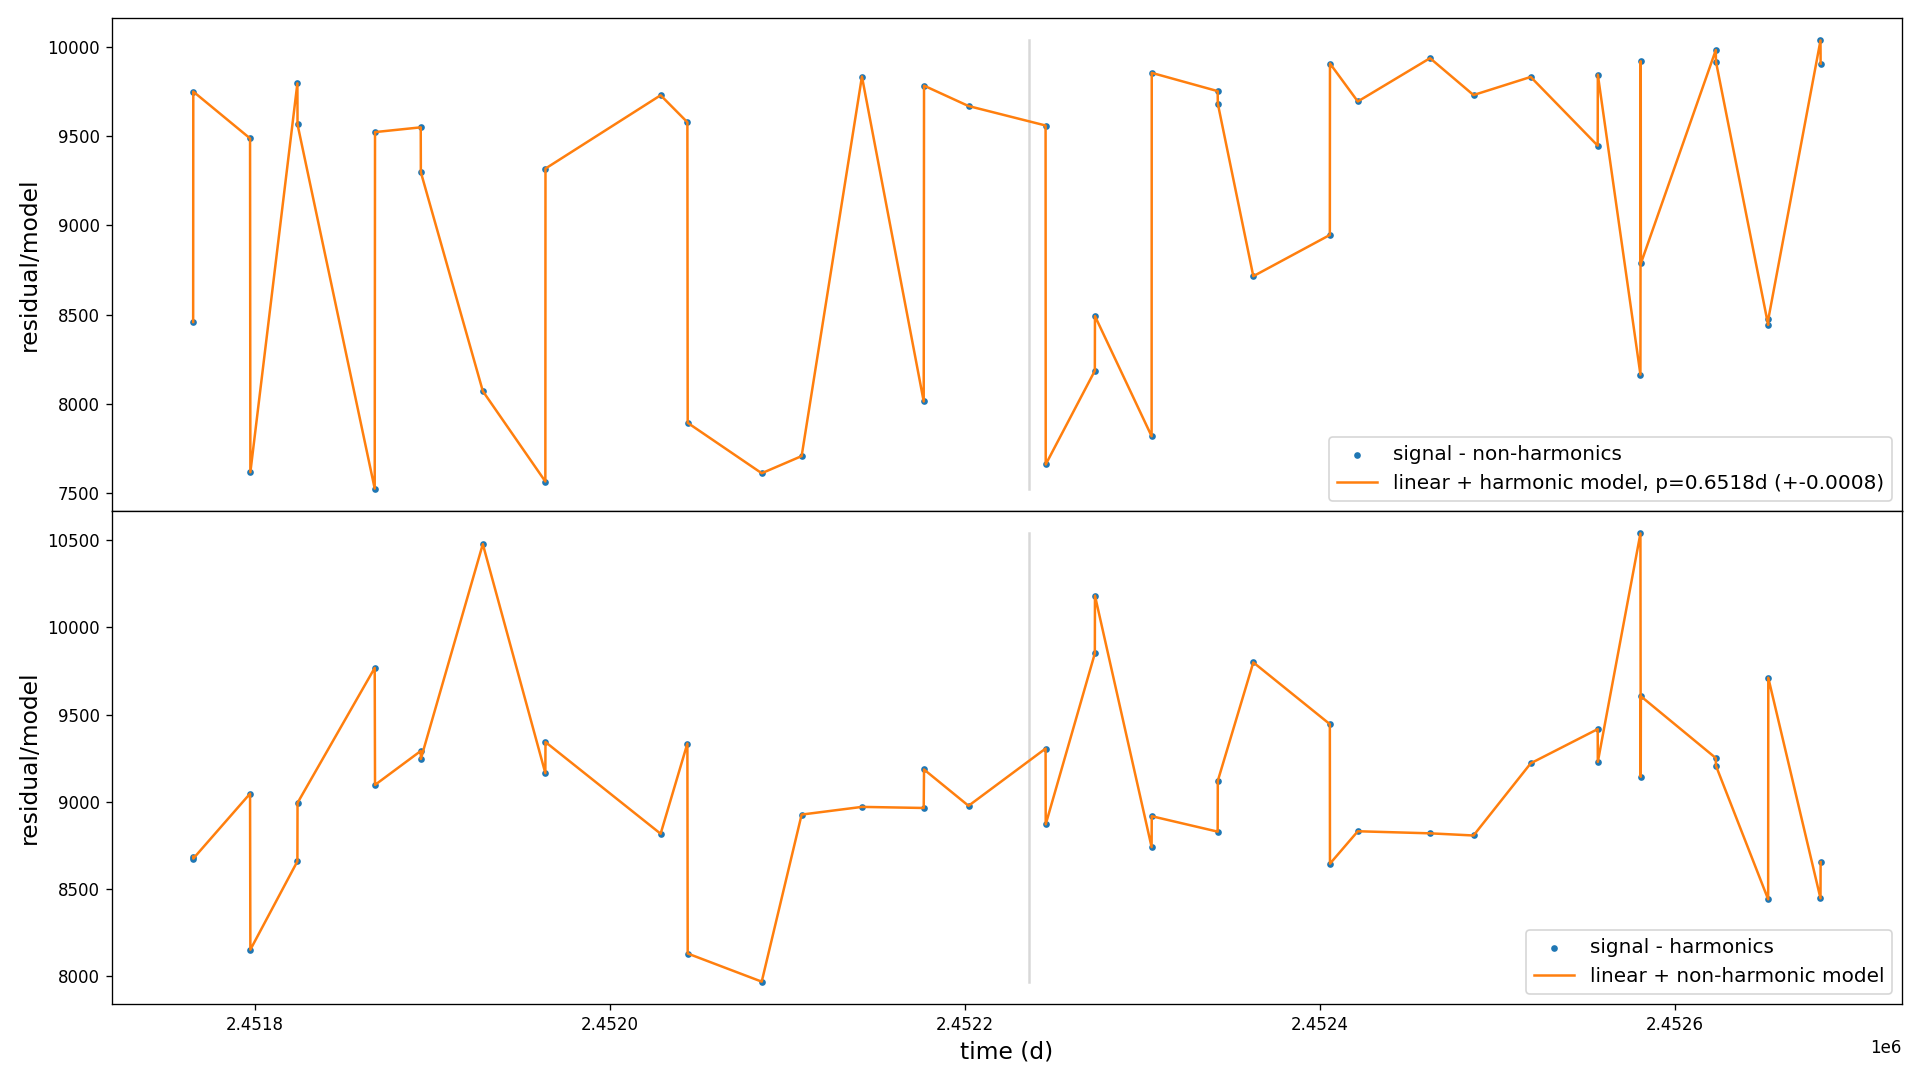 residual/model
10000
9500
9000
8500
8000
7500
signal - non-harmonics
linear + harmonic model, p=0.6518d (+-0.0008)
residual/model
10500
10000
9500
9000
8500
8000
signal - harmonics
linear + non-harmonic model
2.4518
2.4520
2.4522
2.4524
2.4526
1e6
time (d)